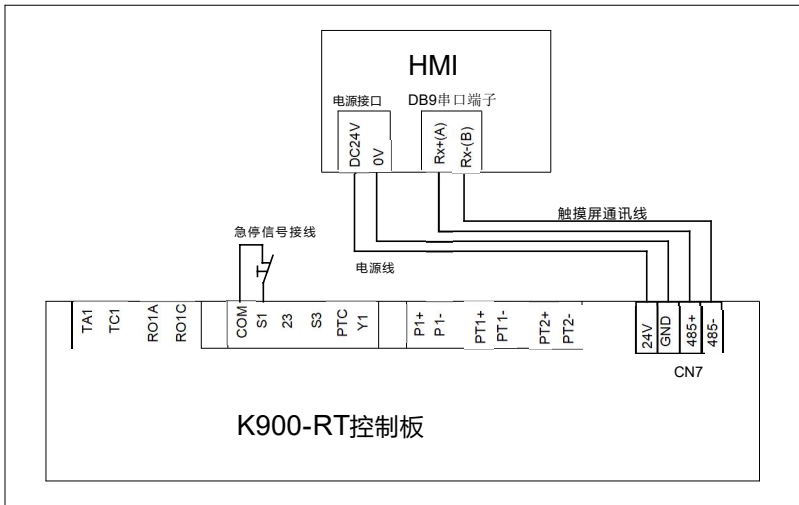 HMI
电源接口 DB9串口端子
DC24V
0V
Rx+(A)
Rx-(B)
触摸屏通讯线
急停信号接线
电源线
TA1
TC1
RO1A
RO1C
COM
S1
23
S3
PTC
Y1
P1+
P1-
PT1+
PT1-
PT2+
PT2-
24V
GND
485+
485-
CN7
K900-RT控制板